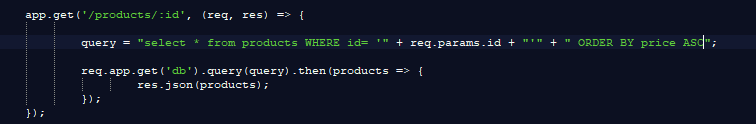 app.get('/products/:id', (req, res) => {
query = "select * from products WHERE id= '" + req.params.id + "'" + " ORDER BY price ASC";
req.app.get('db').query(query).then(products => {
res.json(products);
});
});